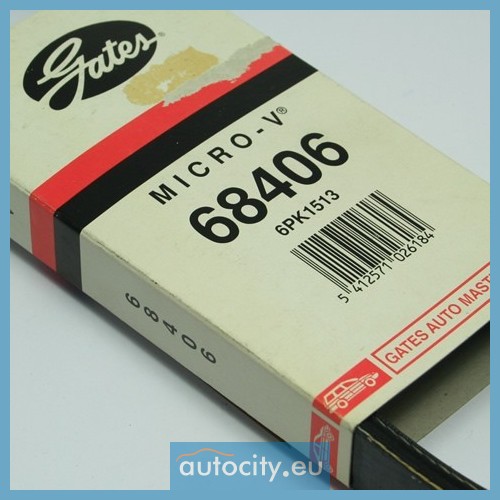 Gates
MICRO-V®
68406
6PK1513
5 412571 026184
GATES AUTO MAST
68406
autocity.eu